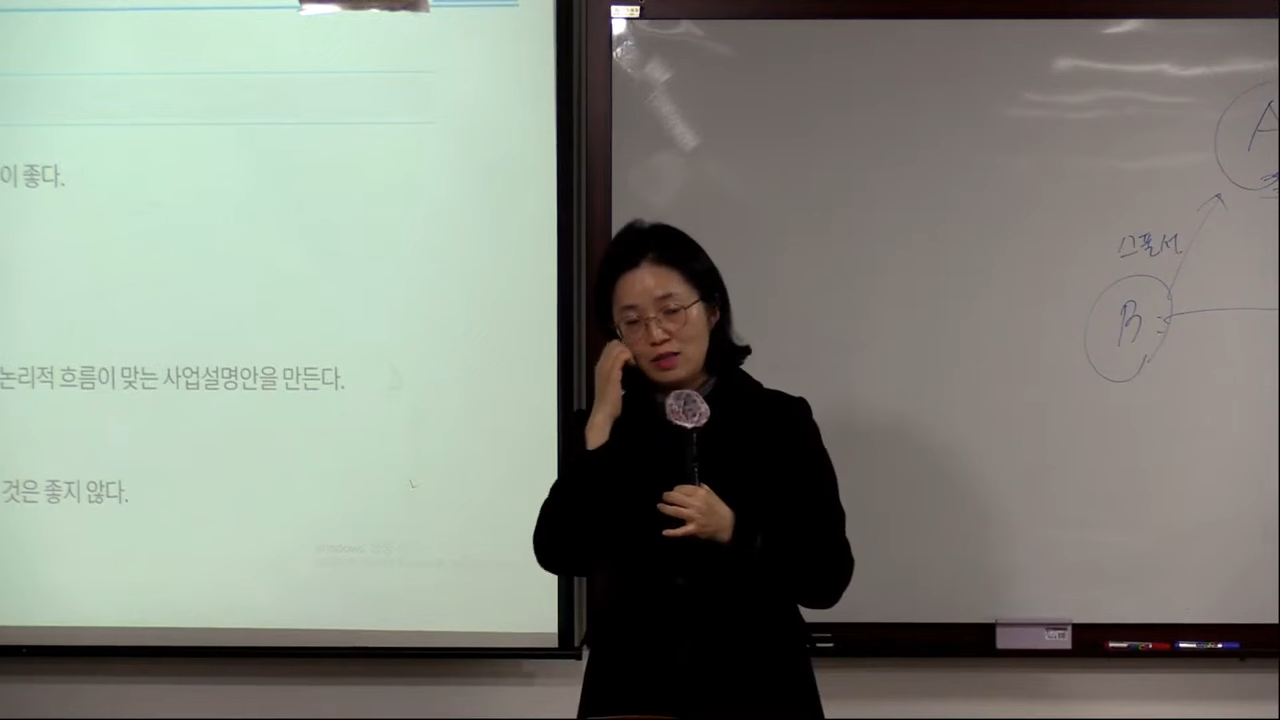 이 좋다.
논리적 흐름이 맞는 사업설명안을 만든다.
것은 좋지 않다.
A
스폰서
B